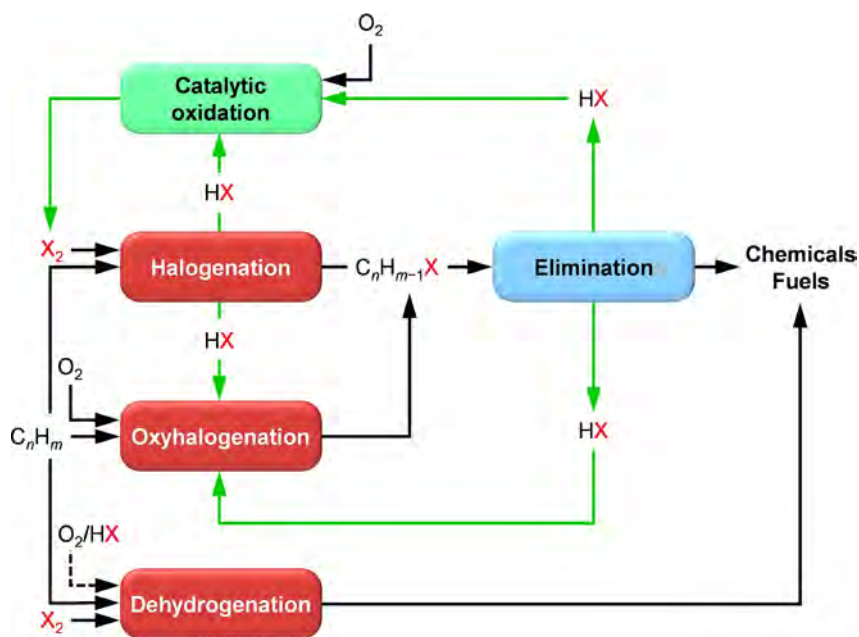 O₂
Catalytic
oxidation
HX
HX
X₂
Halogenation
CₙHₘ₋₁X
Elimination
Chemicals
Fuels
HX
O₂
Oxyhalogenation
HX
CₙHₘ
O₂/HX
Dehydrogenation
X₂